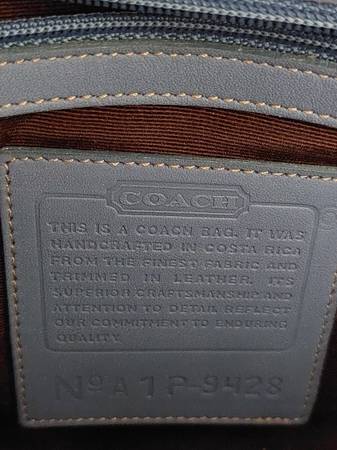 COACH
THIS IS A COACH BAG. IT WAS
HANDCRAFTED IN COSTA RICA
FROM THE FINEST FABRIC AND
TRIMMED IN LEATHER. ITS
SUPERIOR CRAFTSMANSHIP AND
ATTENTION TO DETAIL REFLECT
OUR COMMITMENT TO ENDURING
QUALITY.
Nº A1P-9428